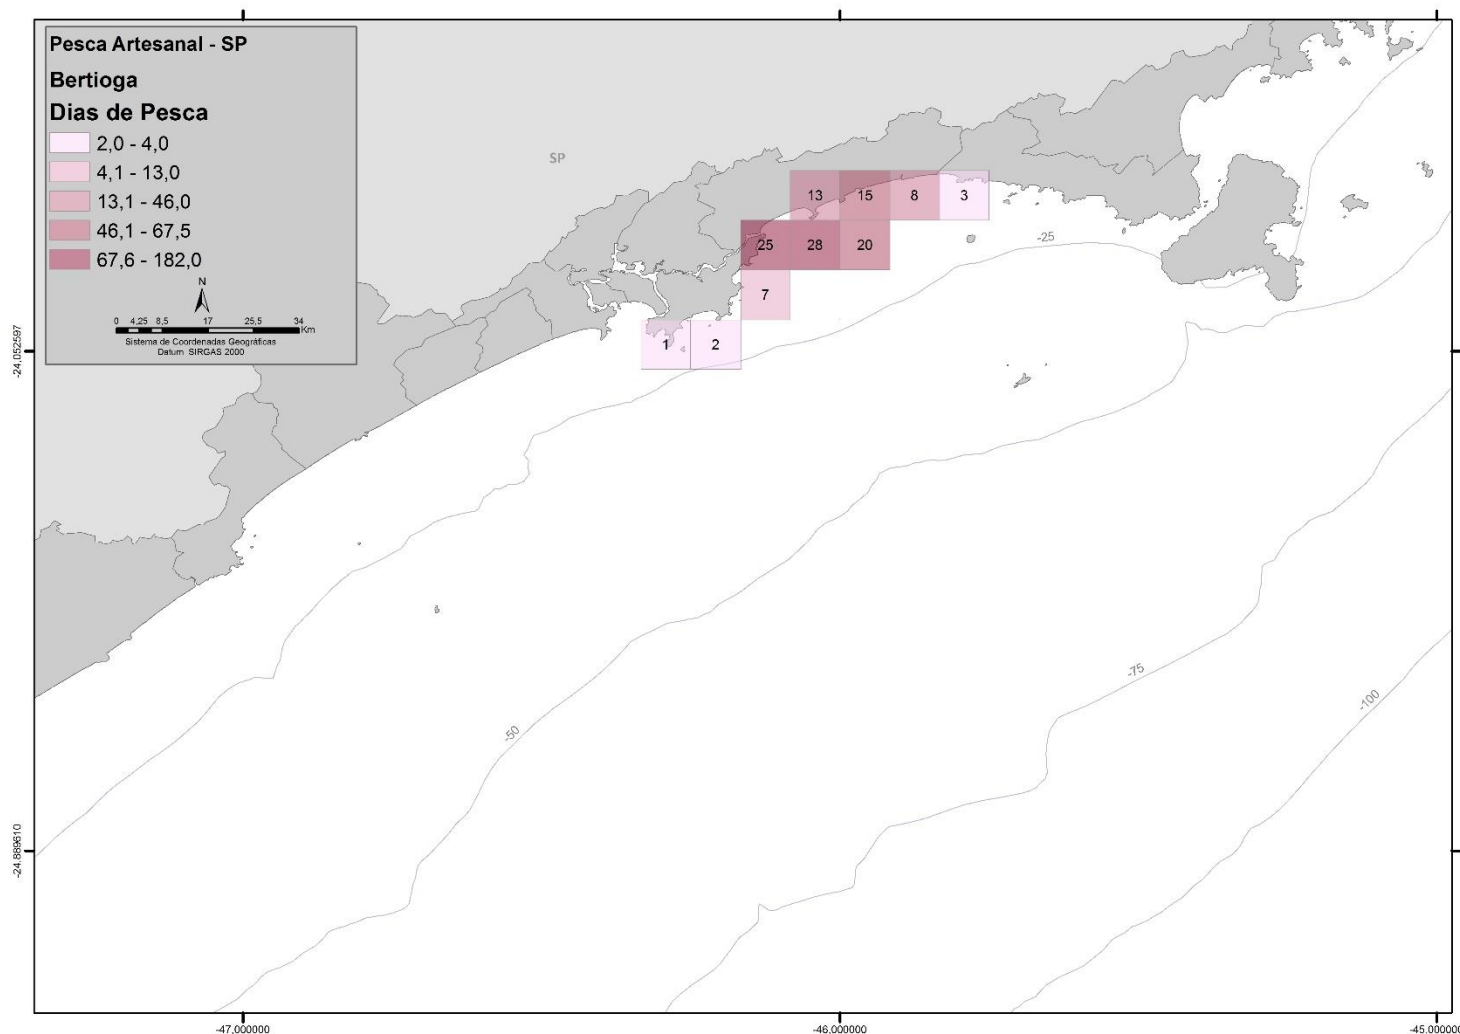 Pesca Artesanal - SP
Bertioga
Dias de Pesca
2,0 - 4,0
4,1 - 13,0
13,1 - 46,0
46,1 - 67,5
67,6 - 182,0
N
0 4,25 8,5 17 25,5 34
Km
Sistema de Coordenadas Geográficas
Datum SIRGAS 2000
SP
13 15 8 3
25 28 20
-25
7
1 2
-24.052597
-75
-100
-50
-24.889610
-47.000000 -46.000000 -45.000000